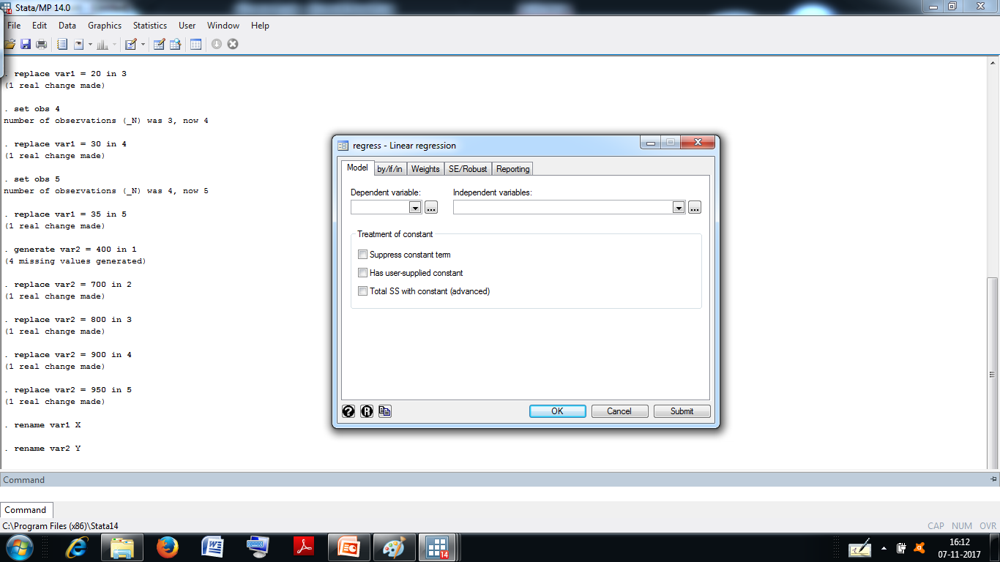 Stata/MP 14.0
File Edit Data Graphics Statistics User Window Help
. replace var1 = 20 in 3
(1 real change made)
. set obs 4
number of observations (_N) was 3, now 4
. replace var1 = 30 in 4
(1 real change made)
. set obs 5
number of observations (_N) was 4, now 5
. replace var1 = 35 in 5
(1 real change made)
. generate var2 = 400 in 1
(4 missing values generated)
. replace var2 = 700 in 2
(1 real change made)
. replace var2 = 800 in 3
(1 real change made)
. replace var2 = 900 in 4
(1 real change made)
. replace var2 = 950 in 5
(1 real change made)
. rename var1 X
. rename var2 Y
regress - Linear regression
Model by/if/in Weights SE/Robust Reporting
Dependent variable: Independent variables:
... ...
Treatment of constant
Suppress constant term
Has user-supplied constant
Total SS with constant (advanced)
? R OK Cancel Submit
Command
Command
C:\Program Files (x86)\Stata14 CAP NUM OVR
14 16:12
07-11-2017